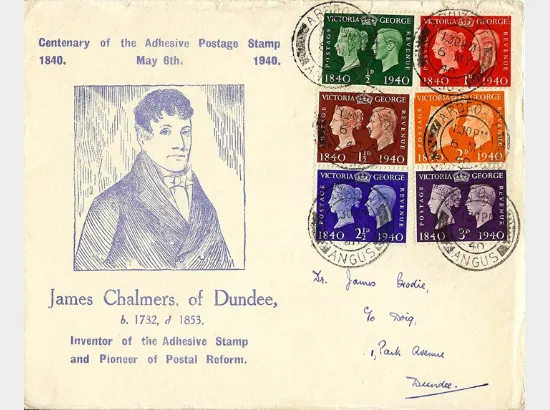 Centenary of the Adhesive Postage Stamp
1840. May 6th. 1940.
James Chalmers, of Dundee,
b. 1732, d 1853,
Inventor of the Adhesive Stamp
and Pioneer of Postal Reform.
VICTORIA GEORGE
POSTAGE REVENUE
1840 ½D 1940
VICTORIA GEORGE
POSTAGE REVENUE
1840 1D 1940
VICTORIA GEORGE
POSTAGE REVENUE
1840 1½D 1940
VICTORIA GEORGE
POSTAGE REVENUE
1840 2D 1940
VICTORIA GEORGE
POSTAGE REVENUE
1840 2½D 1940
VICTORIA GEORGE
POSTAGE REVENUE
1840 3D 1940
1.30PM
ANGUS
ANGUS
Dr. James Brodie,
c/o Doig,
1, Park Avenue
Dundee.